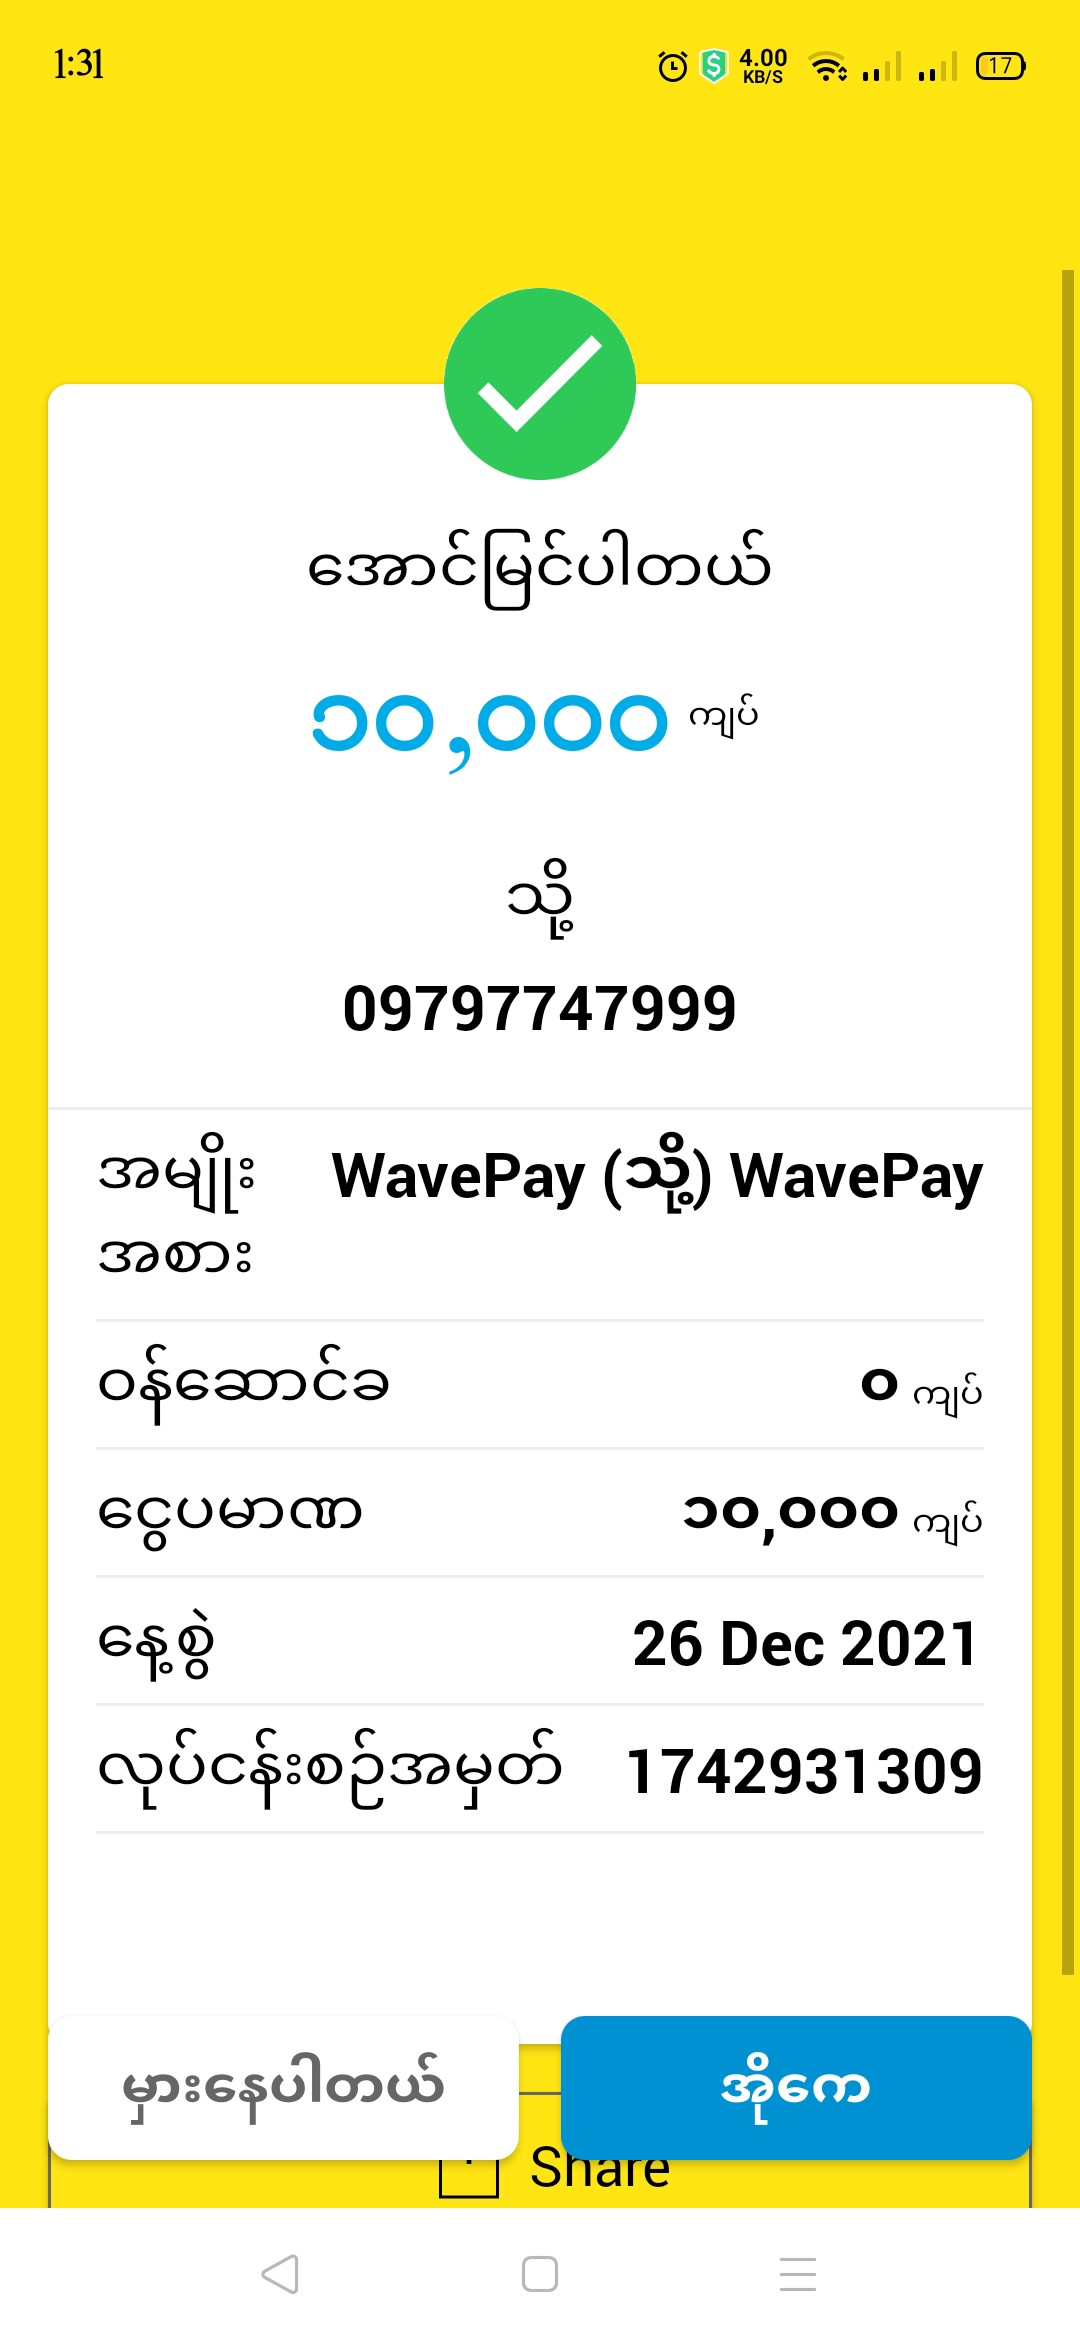 1:31
4.00
KB/S
17
အောင်မြင်ပါတယ်
၁၀,၀၀၀ ကျပ်
သို့
09797747999
အမျိုး WavePay (သို့) WavePay
အစား
ဝန်ဆောင်ခ ၀ ကျပ်
ငွေပမာဏ ၁၀,၀၀၀ ကျပ်
နေ့စွဲ 26 Dec 2021
လုပ်ငန်းစဉ်အမှတ် 1742931309
မှားနေပါတယ် အိုကေ
Share